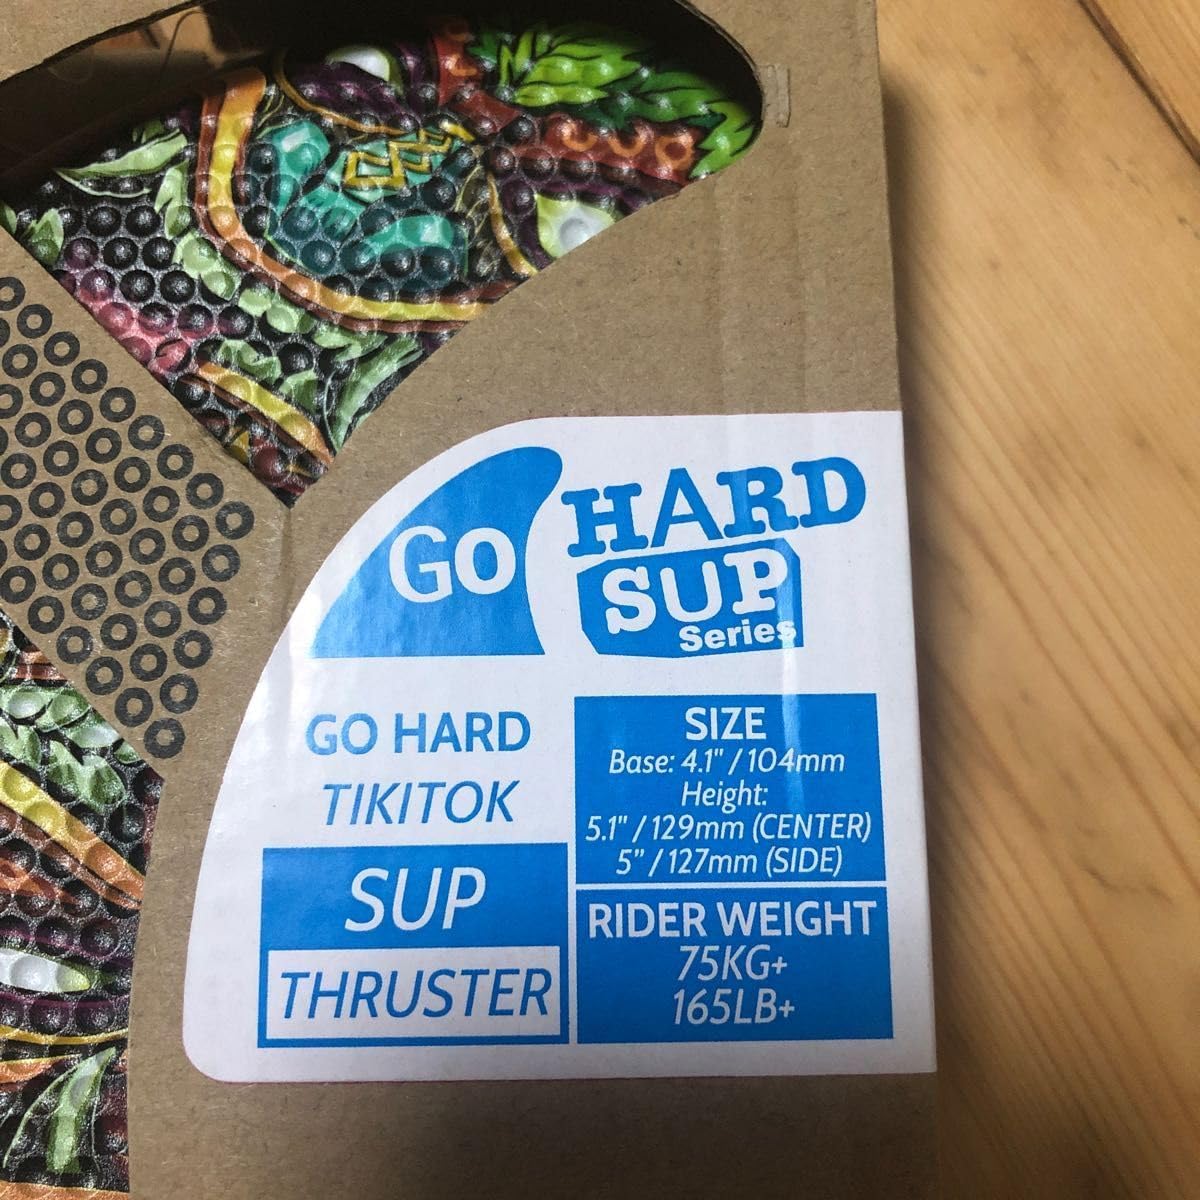 GO
HARD
SUP
Series
GO HARD
TIKITOK
SUP
THRUSTER
SIZE
Base: 4.1" / 104mm
Height:
5.1" / 129mm (CENTER)
5" / 127mm (SIDE)
RIDER WEIGHT
75KG+
165LB+